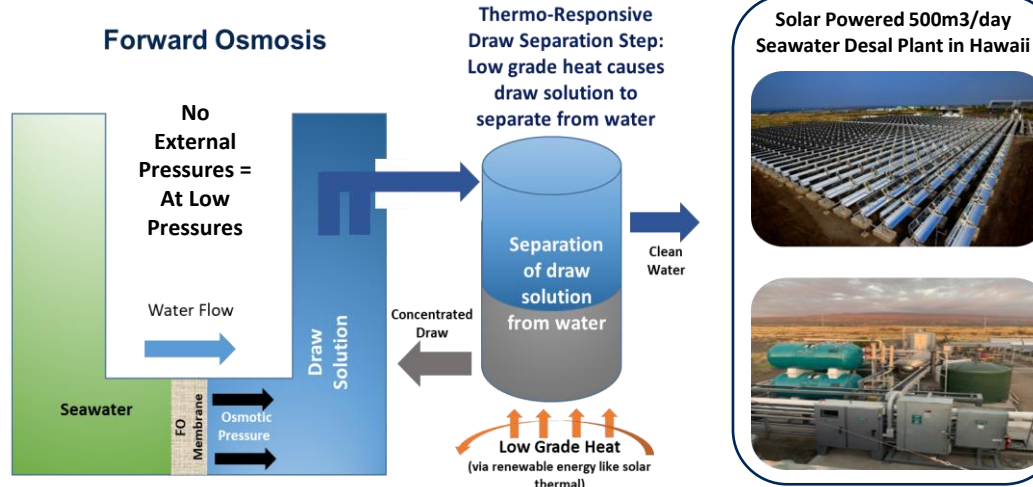 Forward Osmosis
No
External
Pressures =
At Low
Pressures
Water Flow
Seawater
FO
Membrane
Osmotic
Pressure
Draw
Solution
Thermo-Responsive
Draw Separation Step:
Low grade heat causes
draw solution to
separate from water
Separation
of draw
solution
from water
Clean
Water
Concentrated
Draw
Low Grade Heat
(via renewable energy like solar
thermal)
Solar Powered 500m3/day
Seawater Desal Plant in Hawaii